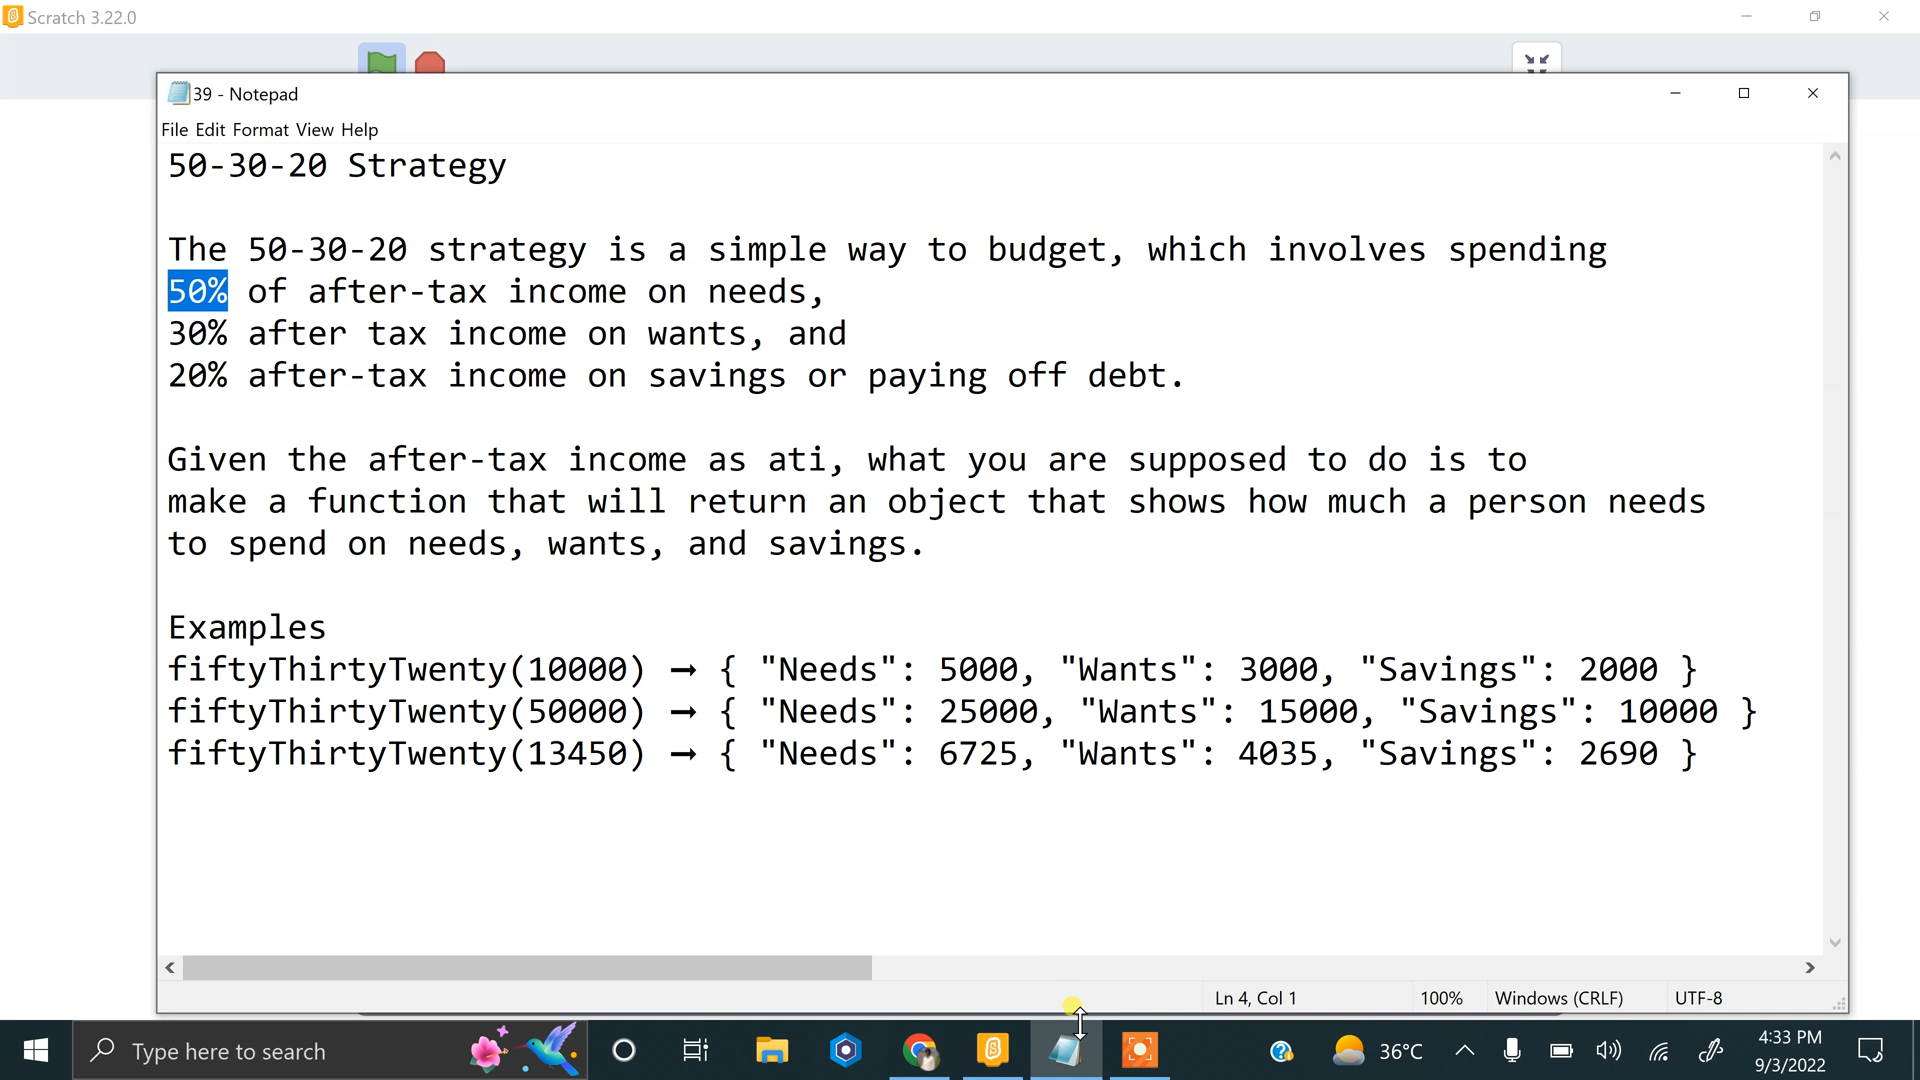 Scratch 3.22.0
39 - Notepad
File Edit Format View Help
50-30-20 Strategy
The 50-30-20 strategy is a simple way to budget, which involves spending
50% of after-tax income on needs,
30% after tax income on wants, and
20% after-tax income on savings or paying off debt.
Given the after-tax income as ati, what you are supposed to do is to
make a function that will return an object that shows how much a person needs
to spend on needs, wants, and savings.
Examples
fiftyThirtyTwenty(10000) → { "Needs": 5000, "Wants": 3000, "Savings": 2000 }
fiftyThirtyTwenty(50000) → { "Needs": 25000, "Wants": 15000, "Savings": 10000 }
fiftyThirtyTwenty(13450) → { "Needs": 6725, "Wants": 4035, "Savings": 2690 }
Ln 4, Col 1 100% Windows (CRLF) UTF-8
Type here to search 36°C 4:33 PM
9/3/2022